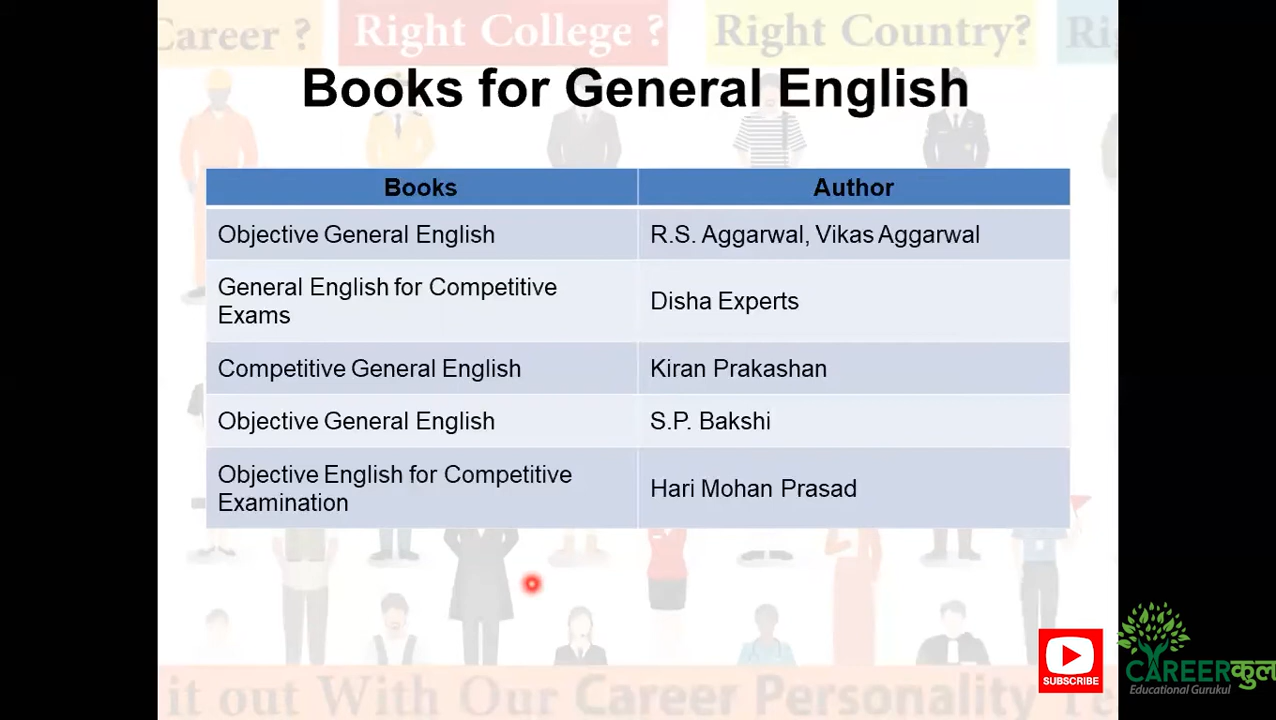 Career ?
Right College ?
Right Country?
Books for General English
Books
Author
Objective General English
R.S. Aggarwal, Vikas Aggarwal
General English for Competitive
Exams
Disha Experts
Competitive General English
Kiran Prakashan
Objective General English
S.P. Bakshi
Objective English for Competitive
Examination
Hari Mohan Prasad
it out
Career Personality
SUBSCRIBE
CAREERकुल
Educational Gurukul